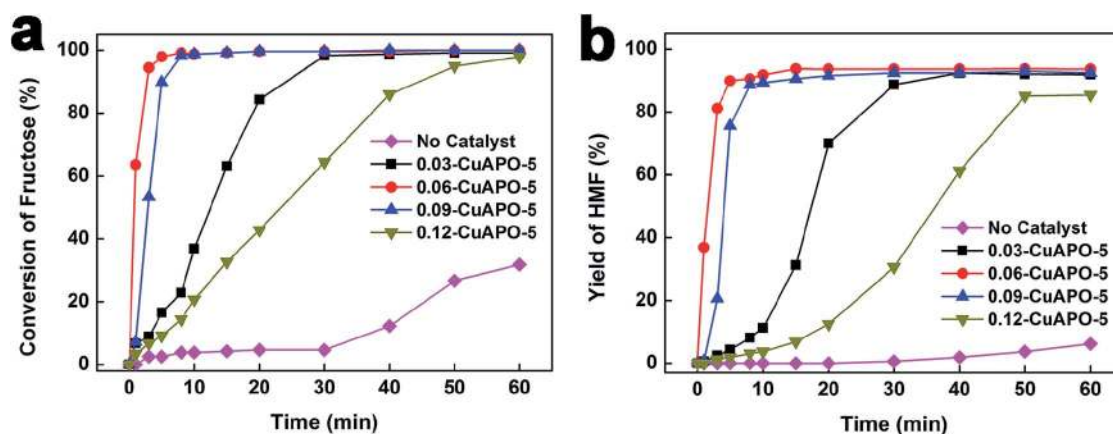 a
100
80
60
40
20
0
Conversion of Fructose (%)
No Catalyst
0.03-CuAPO-5
0.06-CuAPO-5
0.09-CuAPO-5
0.12-CuAPO-5
0 10 20 30 40 50 60
Time (min)
b
100
80
60
40
20
0
Yield of HMF (%)
No Catalyst
0.03-CuAPO-5
0.06-CuAPO-5
0.09-CuAPO-5
0.12-CuAPO-5
0 10 20 30 40 50 60
Time (min)